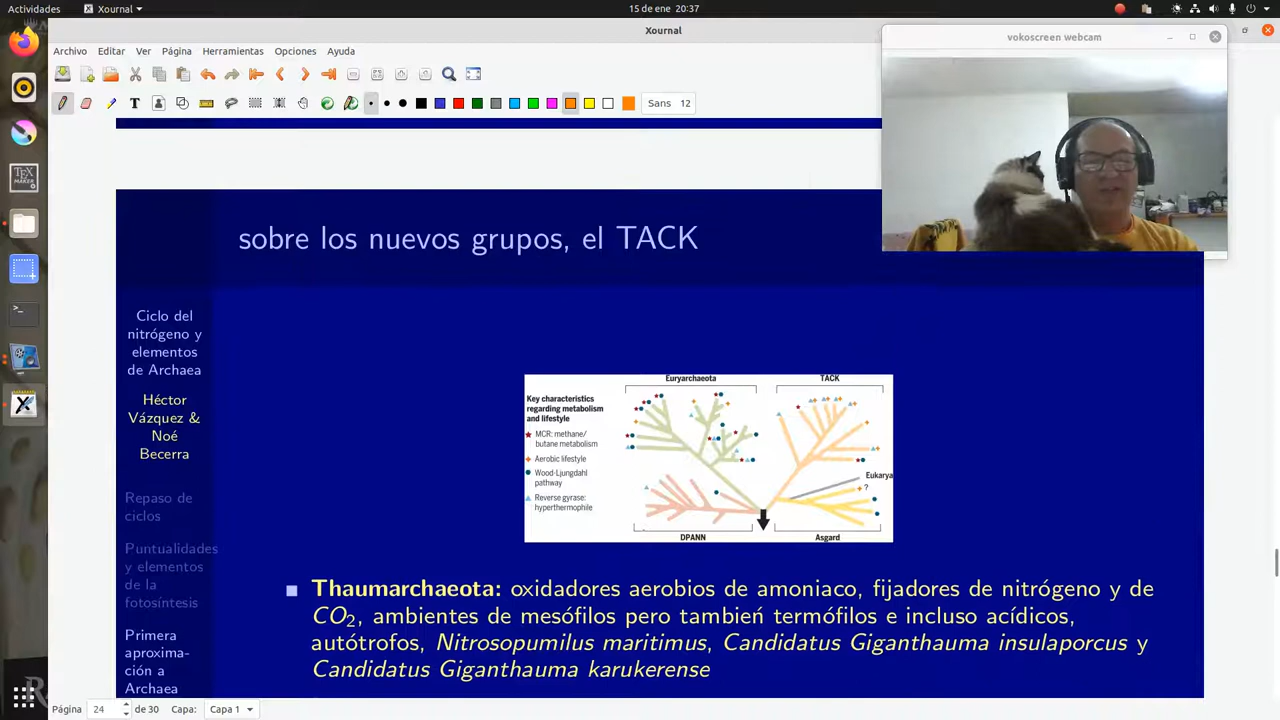 Actividades
Xournal
15 de ene 20:37
Xournal
vokoscreen webcam
Archivo Editar Ver Página Herramientas Opciones Ayuda
T
Sans 12
TEX
MAKER
sobre los nuevos grupos, el TACK
Ciclo del
nitrógeno y
elementos
de Archaea
Héctor
Vázquez &
Noé
Becerra
Repaso de
ciclos
Puntualidades
y elementos
de la
fotosíntesis
Primera
aproxima-
ción a
Archaea
Euryarchaeota
TACK
Key characteristics
regarding metabolism
and lifestyle
MCR: methane/
butane metabolism
Aerobic lifestyle
Wood-Ljungdahl
pathway
Reverse gyrase:
hyperthermophile
Eukarya
?
DPANN
Asgard
Thaumarchaeota: oxidadores aerobios de amoniaco, fijadores de nitrógeno y de
CO2, ambientes de mesófilos pero tambień termófilos e incluso acídicos,
autótrofos, Nitrosopumilus maritimus, Candidatus Giganthauma insulaporcus y
Candidatus Giganthauma karukerense
Página 24 de 30 Capa: Capa 1